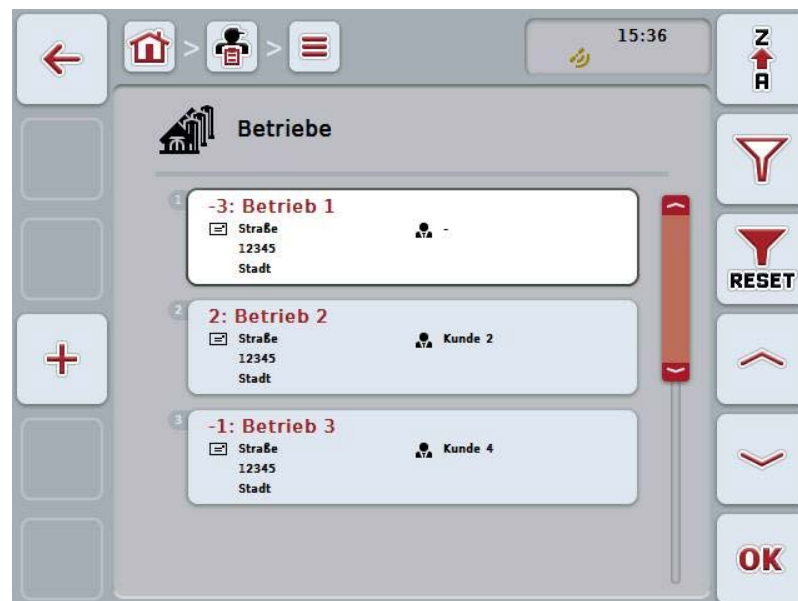 15:36
Z
A
Betriebe
1
-3: Betrieb 1
Straße
-
12345
Stadt
RESET
2
2: Betrieb 2
Straße
Kunde 2
12345
Stadt
3
-1: Betrieb 3
Straße
Kunde 4
12345
Stadt
OK